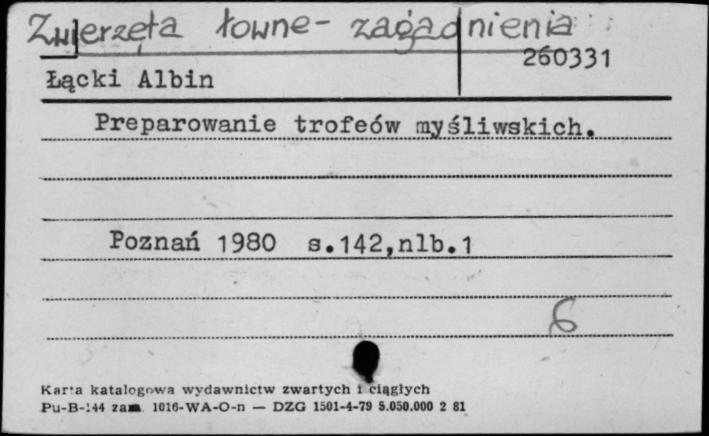 Zwierzęta łowne - zagadnienia
260331
Łącki Albin
Preparowanie trofeów myśliwskich.
Poznań 1980 s.142,nlb.1
6
Karta katalogowa wydawnictw zwartych i ciągłych
Pu-B-144 zam. 1016-WA-O-n — DZG 1501-4-79 5.050.000 2 81